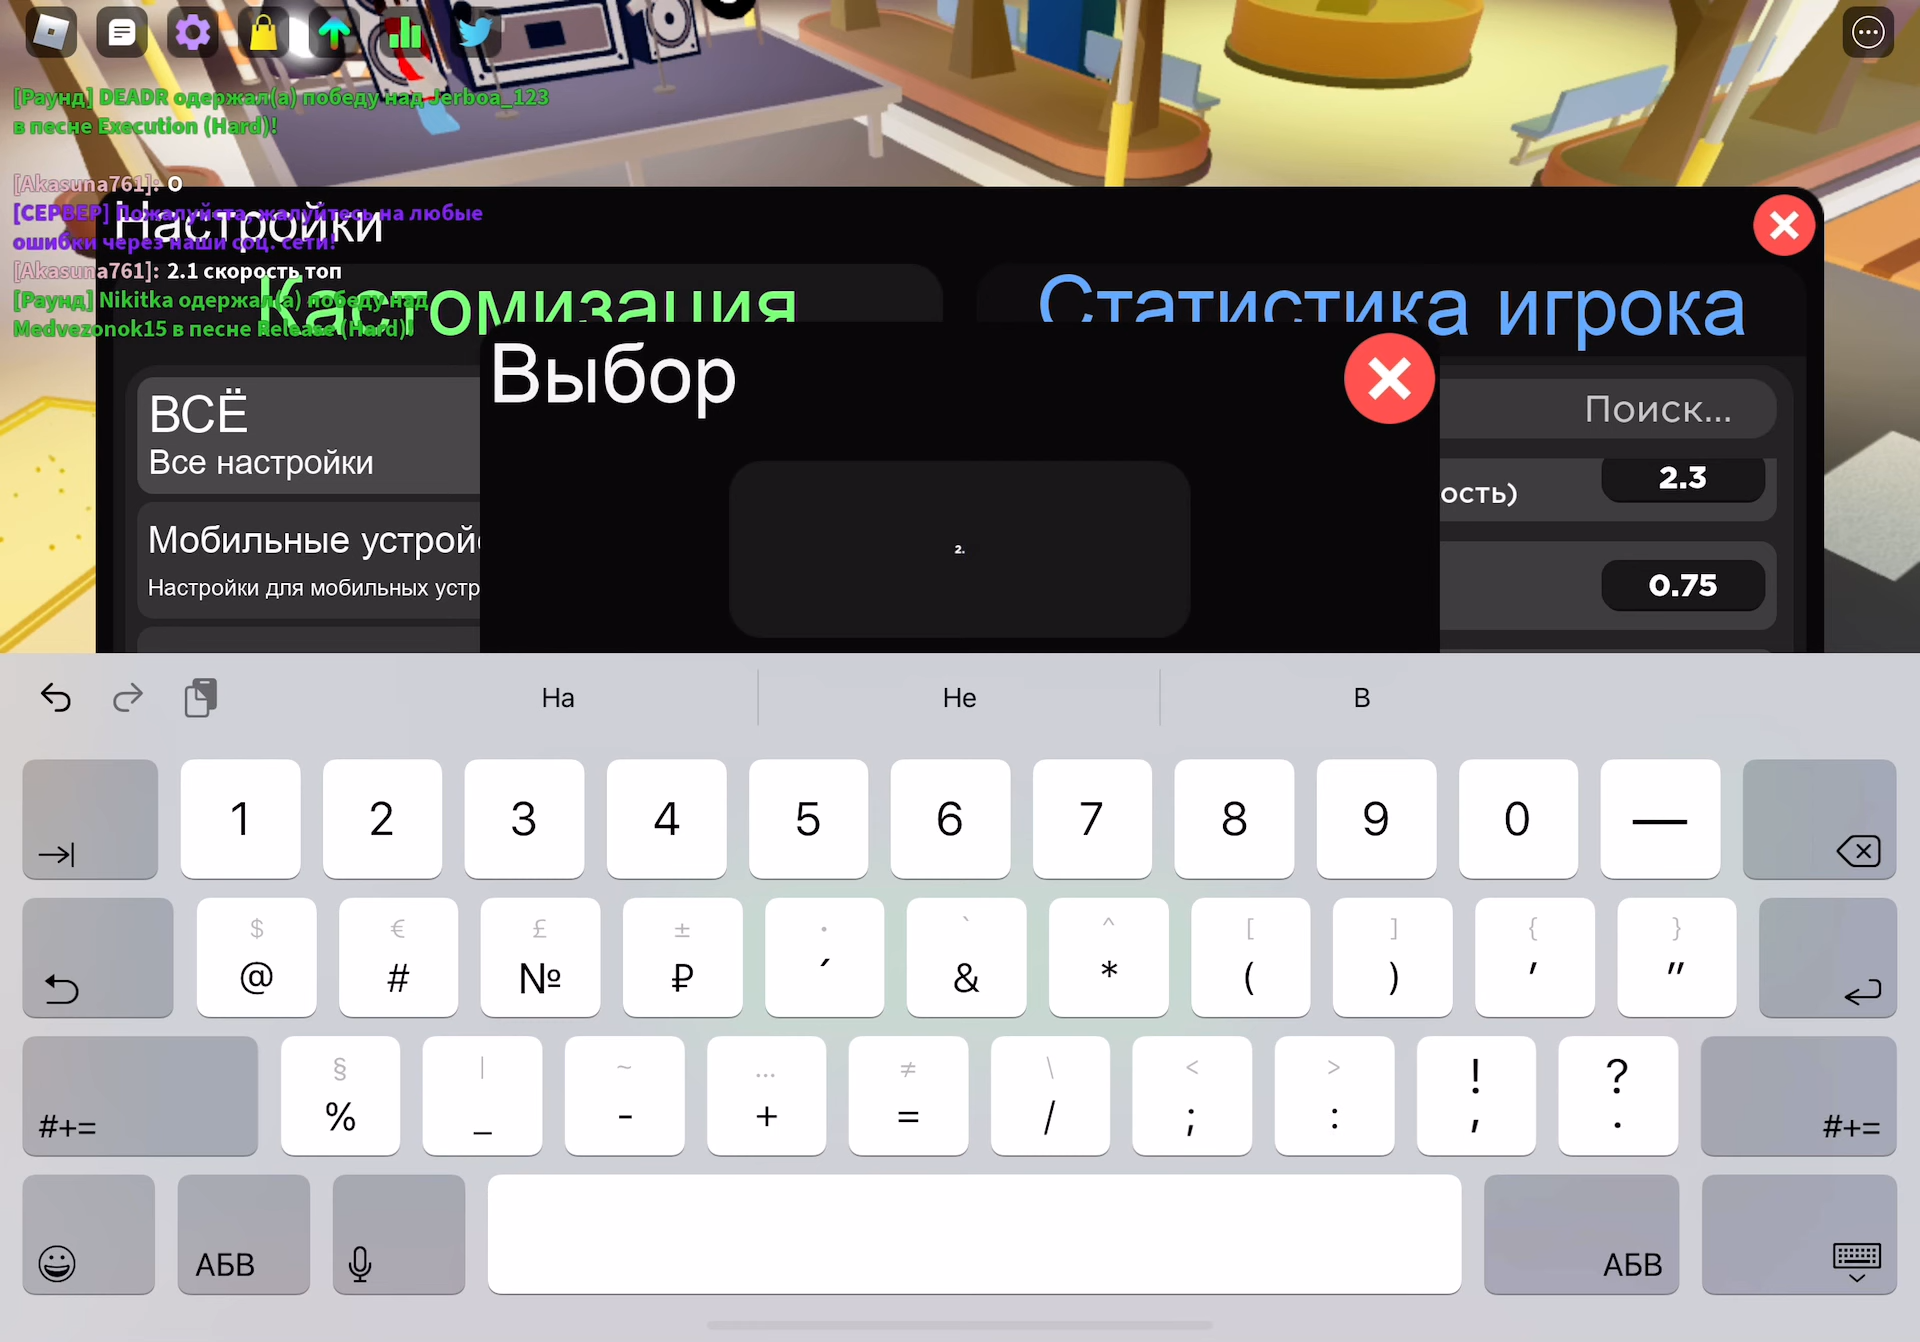 [Раунд] DEADR одержал(а) победу над Jerboa_123
в песне Execution (Hard)!
[Akasuna761]: О
[СЕРВЕР] Пожалуйста, жалуйтесь на любые
ошибки через наши соц. сети!
[Akasuna761]: 2.1 скорость топ
[Раунд] Nikitka одержал(а) победу над
Medvezonok15 в песне Release (Hard)!
Настройки
Кастомизация
Статистика игрока
Выбор
ВСЁ
Все настройки
Поиск...
ость)
2.3
Мобильные устрой
Настройки для мобильных устр
2.
0.75
На
Не
В
1 2 3 4 5 6 7 8 9 0 —
$ € £ ± • ` ^ [ ] { }
@ # № ₽ ´ & * ( ) ′ ″
§ | ~ … ≠ \ < > ! ?
#+= % _ - + = / ; : , . #+=
АБВ АБВ